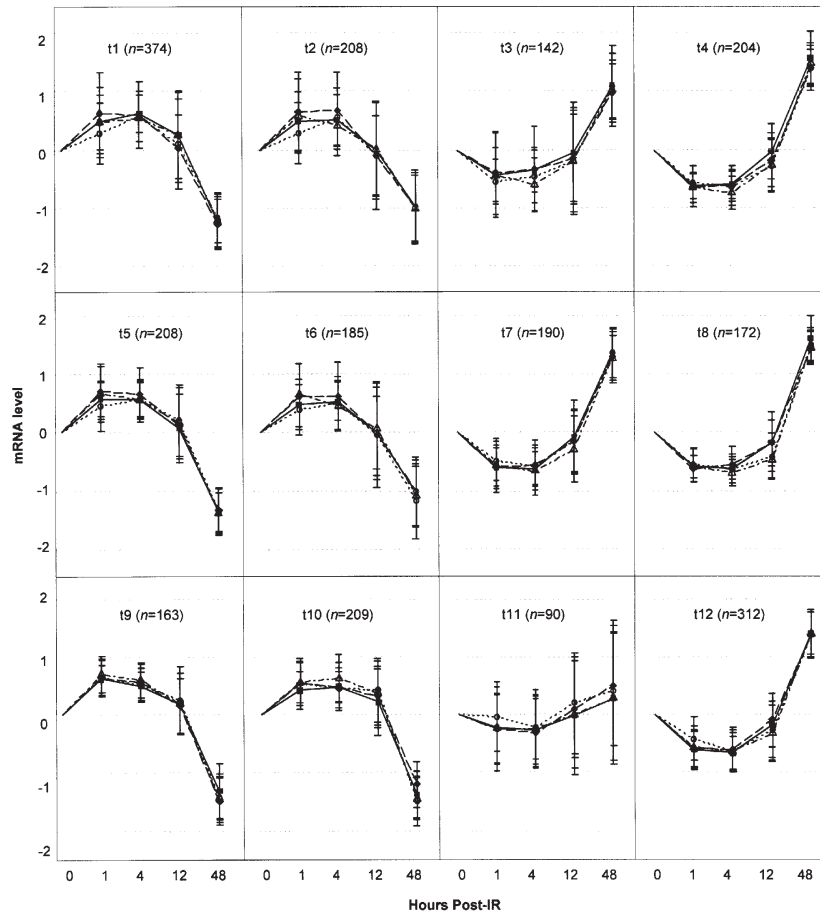 t1 (n=374)
t2 (n=208)
t3 (n=142)
t4 (n=204)
2
1
0
-1
-2
t5 (n=208)
t6 (n=185)
t7 (n=190)
t8 (n=172)
2
1
0
-1
-2
mRNA level
t9 (n=163)
t10 (n=209)
t11 (n=90)
t12 (n=312)
2
1
0
-1
-2
0 1 4 12 48 0 1 4 12 48 0 1 4 12 48 0 1 4 12 48
Hours Post-IR